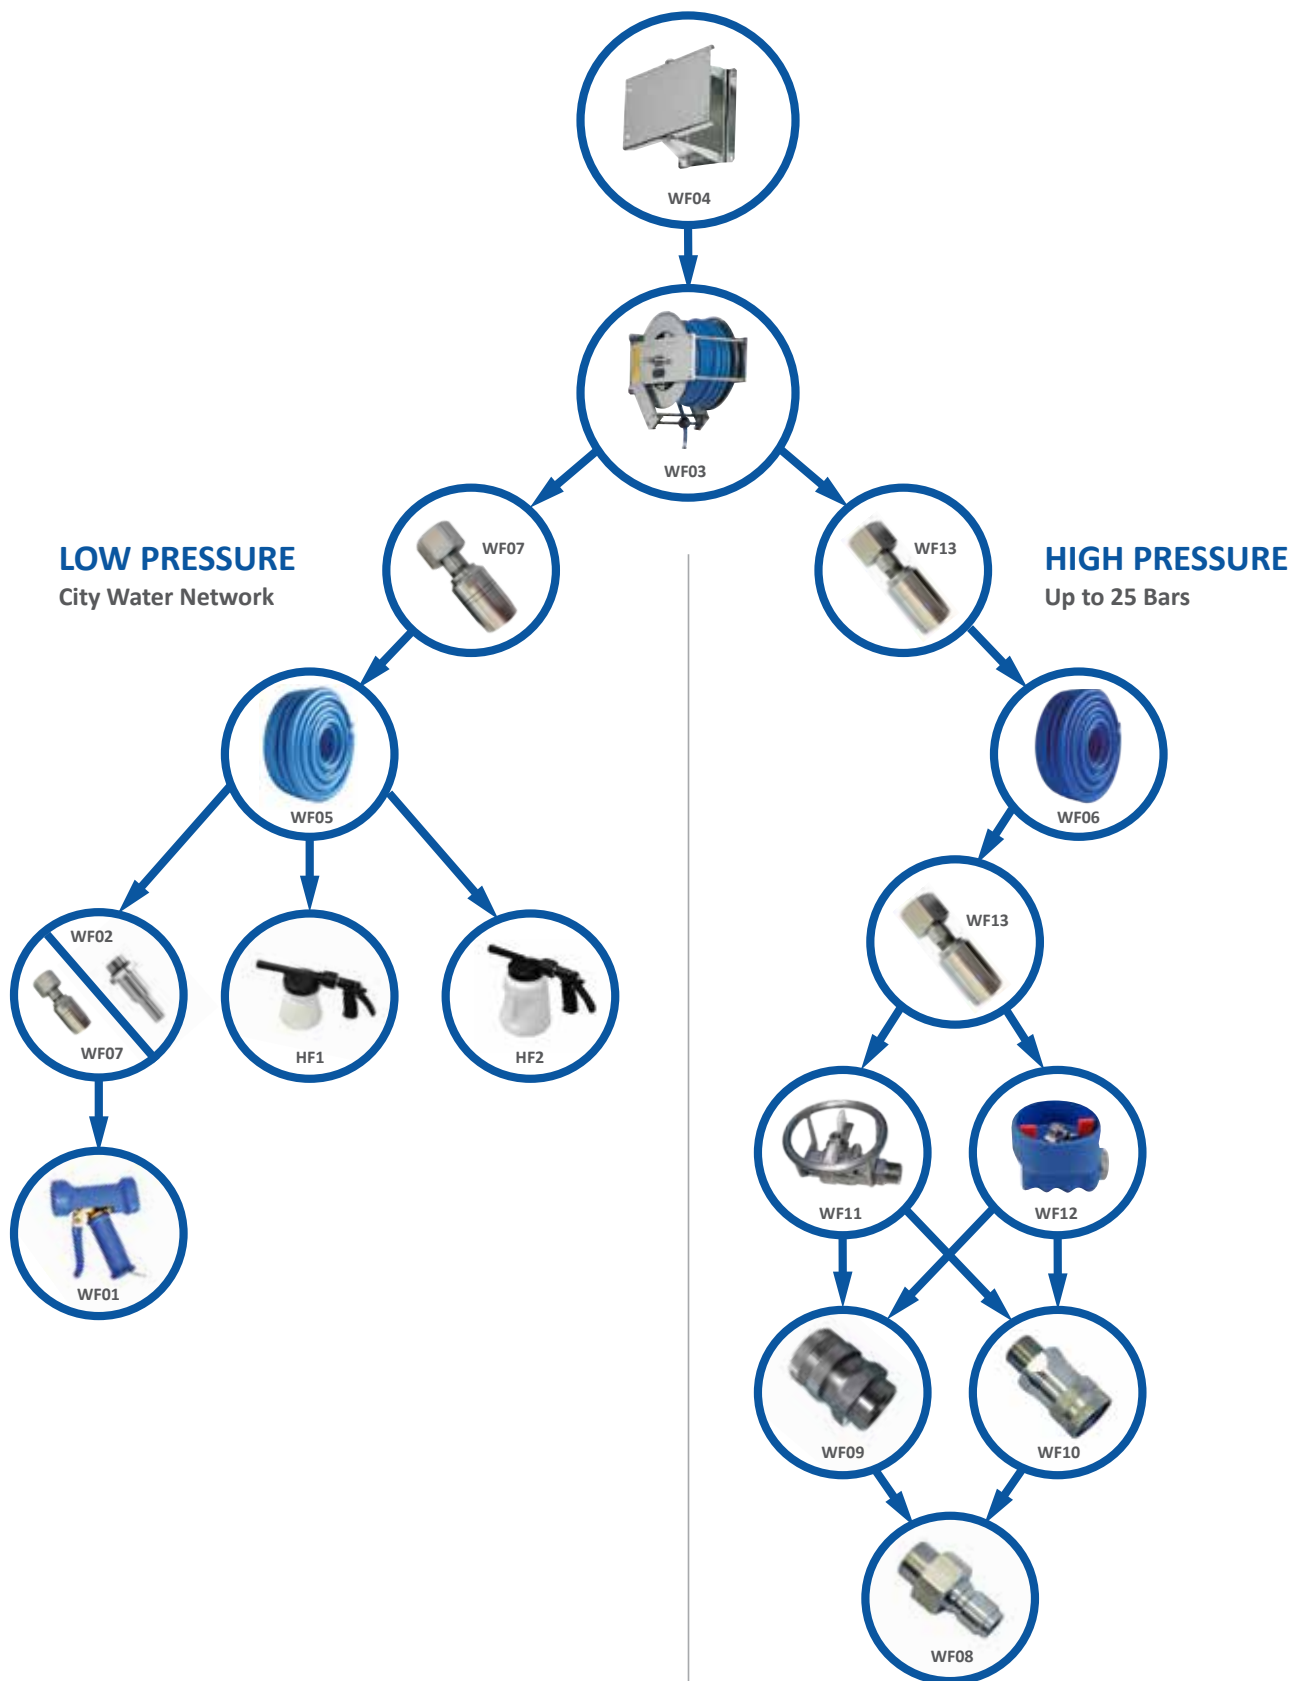 WF04
WF03
WF07
WF13
LOW PRESSURE
City Water Network
HIGH PRESSURE
Up to 25 Bars
WF05
WF06
WF02
WF07
HF1
HF2
WF13
WF01
WF11
WF12
WF09
WF10
WF08